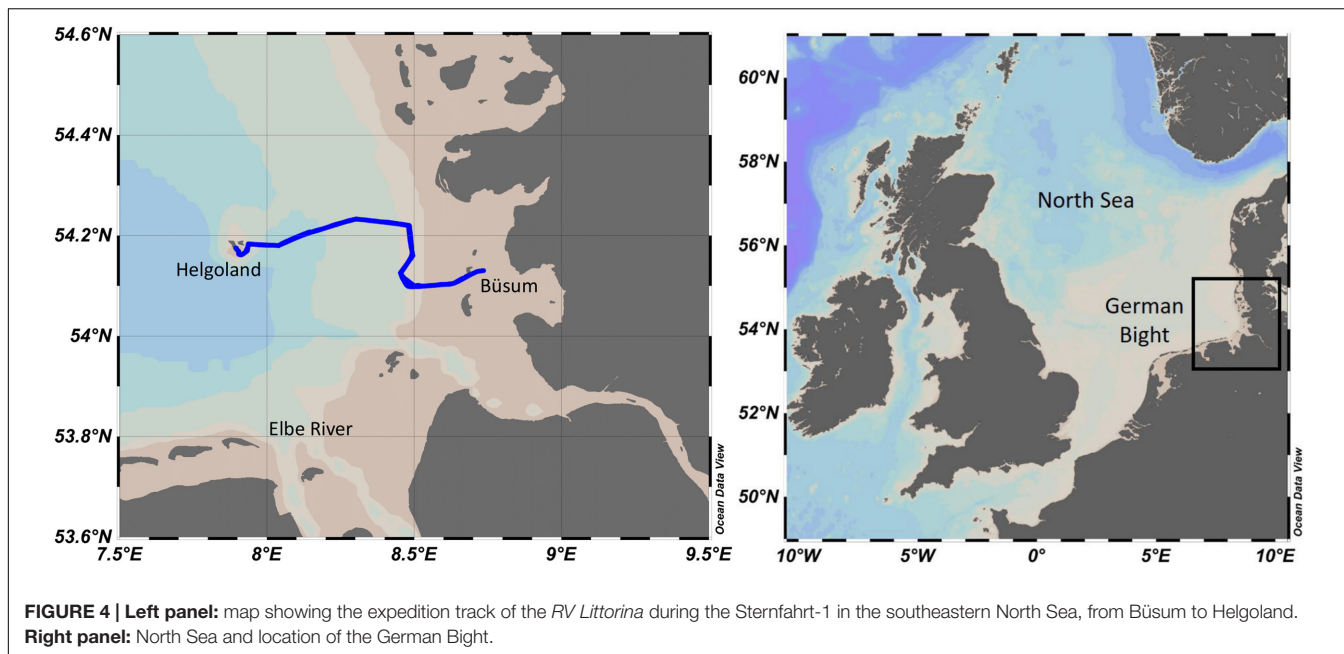 54.6°N
54.4°N
54.2°N
54°N
53.8°N
53.6°N
7.5°E
8°E
8.5°E
9°E
9.5°E
Helgoland
Büsum
Elbe River
Ocean Data View
60°N
58°N
56°N
54°N
52°N
50°N
10°W
5°W
0°
5°E
10°E
North Sea
German
Bight
Ocean Data View
FIGURE 4 | Left panel: map showing the expedition track of the RV Littorina during the Sternfahrt-1 in the southeastern North Sea, from Büsum to Helgoland.
Right panel: North Sea and location of the German Bight.